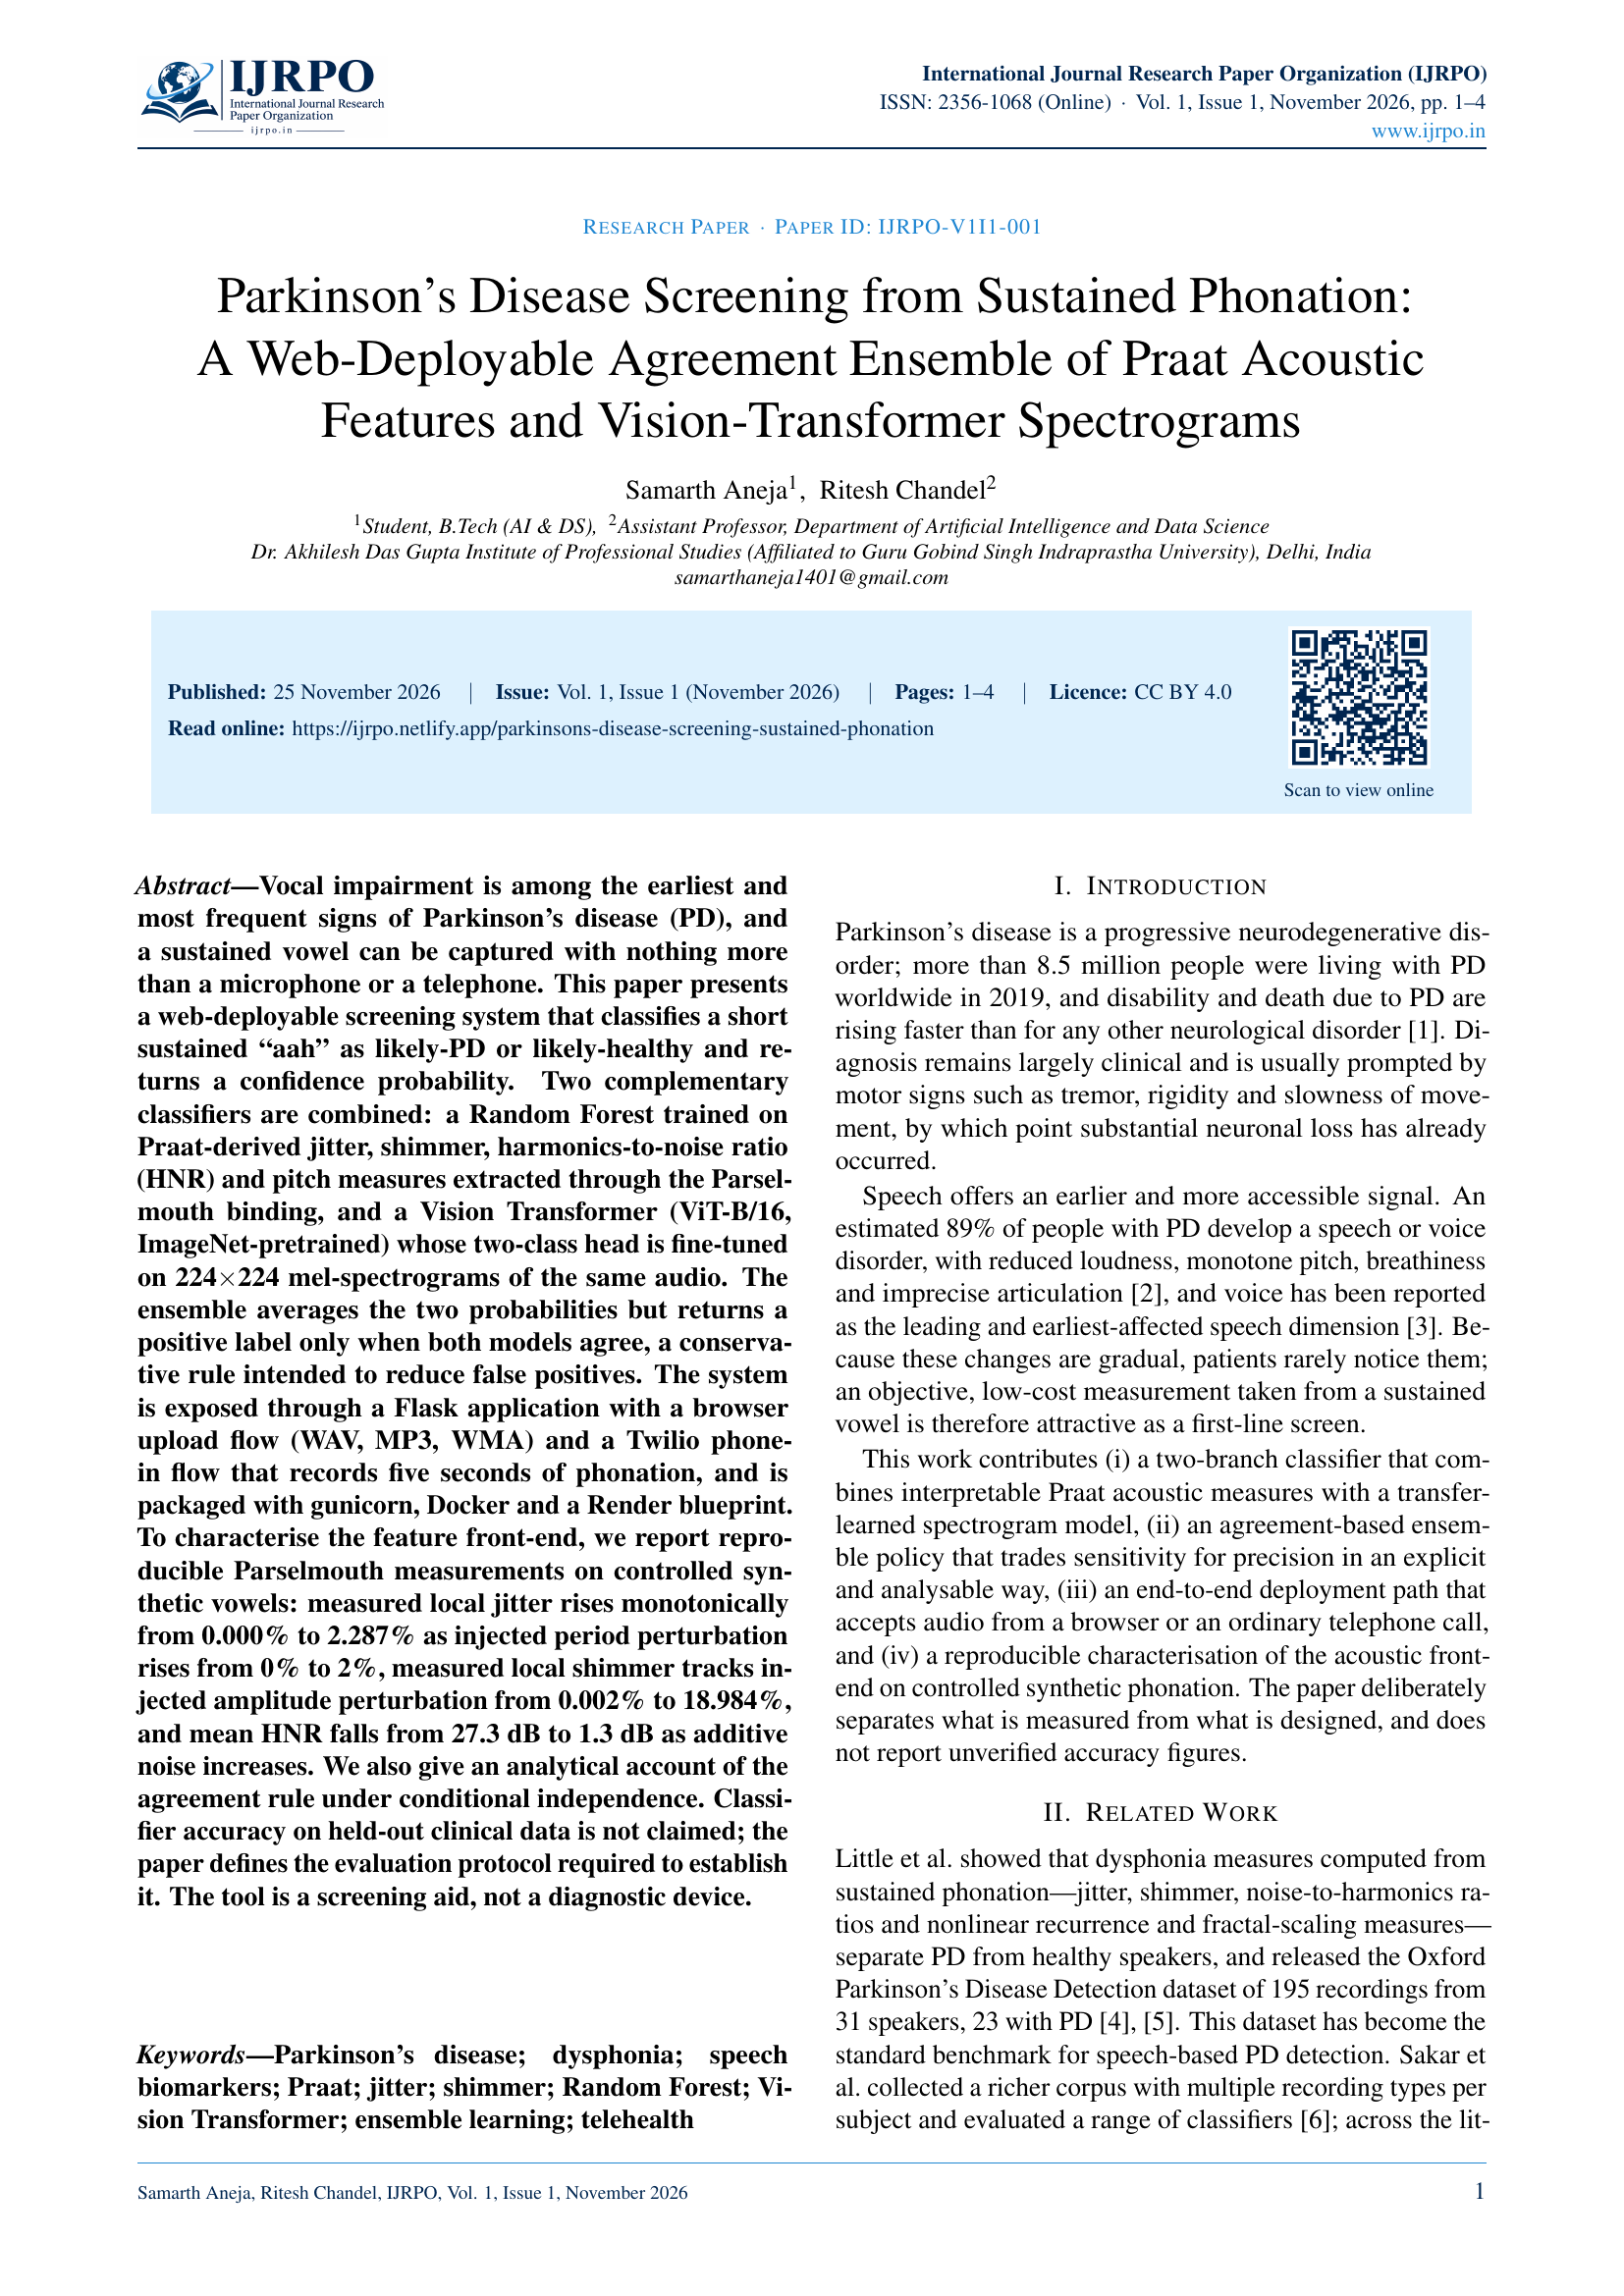 IJRPO
International Journal Research
Paper Organization
ijrpo.in
International Journal Research Paper Organization (IJRPO)
ISSN: 2356-1068 (Online) · Vol. 1, Issue 1, November 2026, pp. 1–4
www.ijrpo.in
RESEARCH PAPER · PAPER ID: IJRPO-V1I1-001
Parkinson’s Disease Screening from Sustained Phonation:
A Web-Deployable Agreement Ensemble of Praat Acoustic
Features and Vision-Transformer Spectrograms
Samarth Aneja1, Ritesh Chandel2
1Student, B.Tech (AI & DS), 2Assistant Professor, Department of Artificial Intelligence and Data Science
Dr. Akhilesh Das Gupta Institute of Professional Studies (Affiliated to Guru Gobind Singh Indraprastha University), Delhi, India
samarthaneja1401@gmail.com
Published: 25 November 2026 | Issue: Vol. 1, Issue 1 (November 2026) | Pages: 1–4 | Licence: CC BY 4.0
Read online: https://ijrpo.netlify.app/parkinsons-disease-screening-sustained-phonation
Scan to view online
Abstract—Vocal impairment is among the earliest and
most frequent signs of Parkinson’s disease (PD), and
a sustained vowel can be captured with nothing more
than a microphone or a telephone. This paper presents
a web-deployable screening system that classifies a short
sustained “aah” as likely-PD or likely-healthy and re-
turns a confidence probability. Two complementary
classifiers are combined: a Random Forest trained on
Praat-derived jitter, shimmer, harmonics-to-noise ratio
(HNR) and pitch measures extracted through the Parsel-
mouth binding, and a Vision Transformer (ViT-B/16,
ImageNet-pretrained) whose two-class head is fine-tuned
on 224×224 mel-spectrograms of the same audio. The
ensemble averages the two probabilities but returns a
positive label only when both models agree, a conserva-
tive rule intended to reduce false positives. The system
is exposed through a Flask application with a browser
upload flow (WAV, MP3, WMA) and a Twilio phone-
in flow that records five seconds of phonation, and is
packaged with gunicorn, Docker and a Render blueprint.
To characterise the feature front-end, we report repro-
ducible Parselmouth measurements on controlled syn-
thetic vowels: measured local jitter rises monotonically
from 0.000% to 2.287% as injected period perturbation
rises from 0% to 2%, measured local shimmer tracks in-
jected amplitude perturbation from 0.002% to 18.984%,
and mean HNR falls from 27.3 dB to 1.3 dB as additive
noise increases. We also give an analytical account of the
agreement rule under conditional independence. Classi-
fier accuracy on held-out clinical data is not claimed; the
paper defines the evaluation protocol required to establish
it. The tool is a screening aid, not a diagnostic device.
Keywords—Parkinson’s disease; dysphonia; speech
biomarkers; Praat; jitter; shimmer; Random Forest; Vi-
sion Transformer; ensemble learning; telehealth
I. INTRODUCTION
Parkinson’s disease is a progressive neurodegenerative dis-
order; more than 8.5 million people were living with PD
worldwide in 2019, and disability and death due to PD are
rising faster than for any other neurological disorder [1]. Di-
agnosis remains largely clinical and is usually prompted by
motor signs such as tremor, rigidity and slowness of move-
ment, by which point substantial neuronal loss has already
occurred.
Speech offers an earlier and more accessible signal. An
estimated 89% of people with PD develop a speech or voice
disorder, with reduced loudness, monotone pitch, breathiness
and imprecise articulation [2], and voice has been reported
as the leading and earliest-affected speech dimension [3]. Be-
cause these changes are gradual, patients rarely notice them;
an objective, low-cost measurement taken from a sustained
vowel is therefore attractive as a first-line screen.
This work contributes (i) a two-branch classifier that com-
bines interpretable Praat acoustic measures with a transfer-
learned spectrogram model, (ii) an agreement-based ensem-
ble policy that trades sensitivity for precision in an explicit
and analysable way, (iii) an end-to-end deployment path that
accepts audio from a browser or an ordinary telephone call,
and (iv) a reproducible characterisation of the acoustic front-
end on controlled synthetic phonation. The paper deliberately
separates what is measured from what is designed, and does
not report unverified accuracy figures.
II. RELATED WORK
Little et al. showed that dysphonia measures computed from
sustained phonation—jitter, shimmer, noise-to-harmonics ra-
tios and nonlinear recurrence and fractal-scaling measures—
separate PD from healthy speakers, and released the Oxford
Parkinson’s Disease Detection dataset of 195 recordings from
31 speakers, 23 with PD [4], [5]. This dataset has become the
standard benchmark for speech-based PD detection. Sakar et
al. collected a richer corpus with multiple recording types per
subject and evaluated a range of classifiers [6]; across the lit-
Samarth Aneja, Ritesh Chandel, IJRPO, Vol. 1, Issue 1, November 2026
1